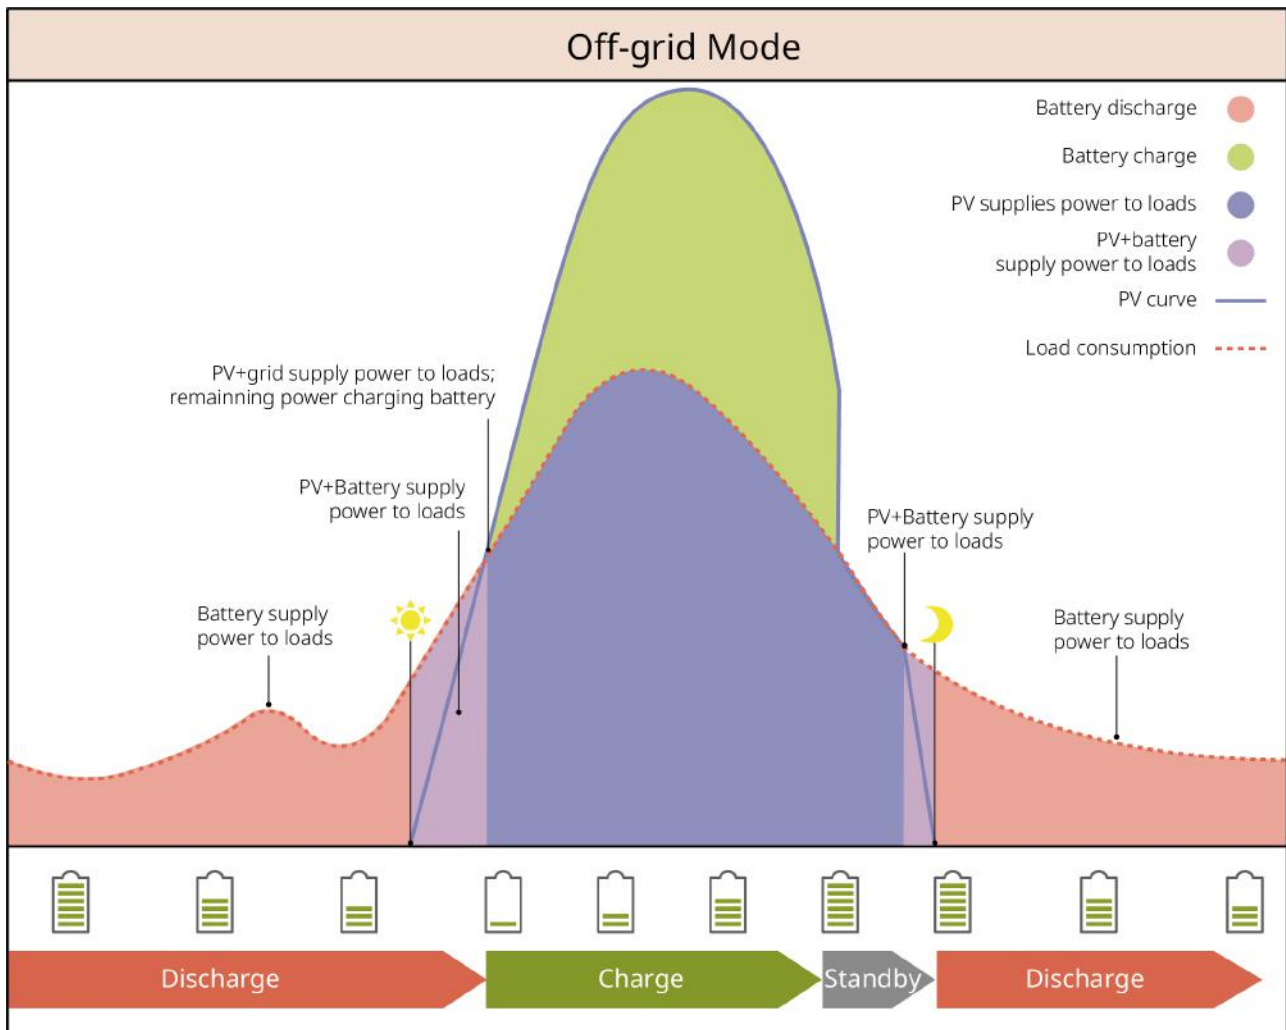 Off-grid Mode
Battery discharge
Battery charge
PV supplies power to loads
PV+battery
supply power to loads
PV curve
Load consumption
PV+grid supply power to loads;
remainning power charging battery
PV+Battery supply
power to loads
PV+Battery supply
power to loads
Battery supply
power to loads
Battery supply
power to loads
Discharge
Charge
Standby
Discharge